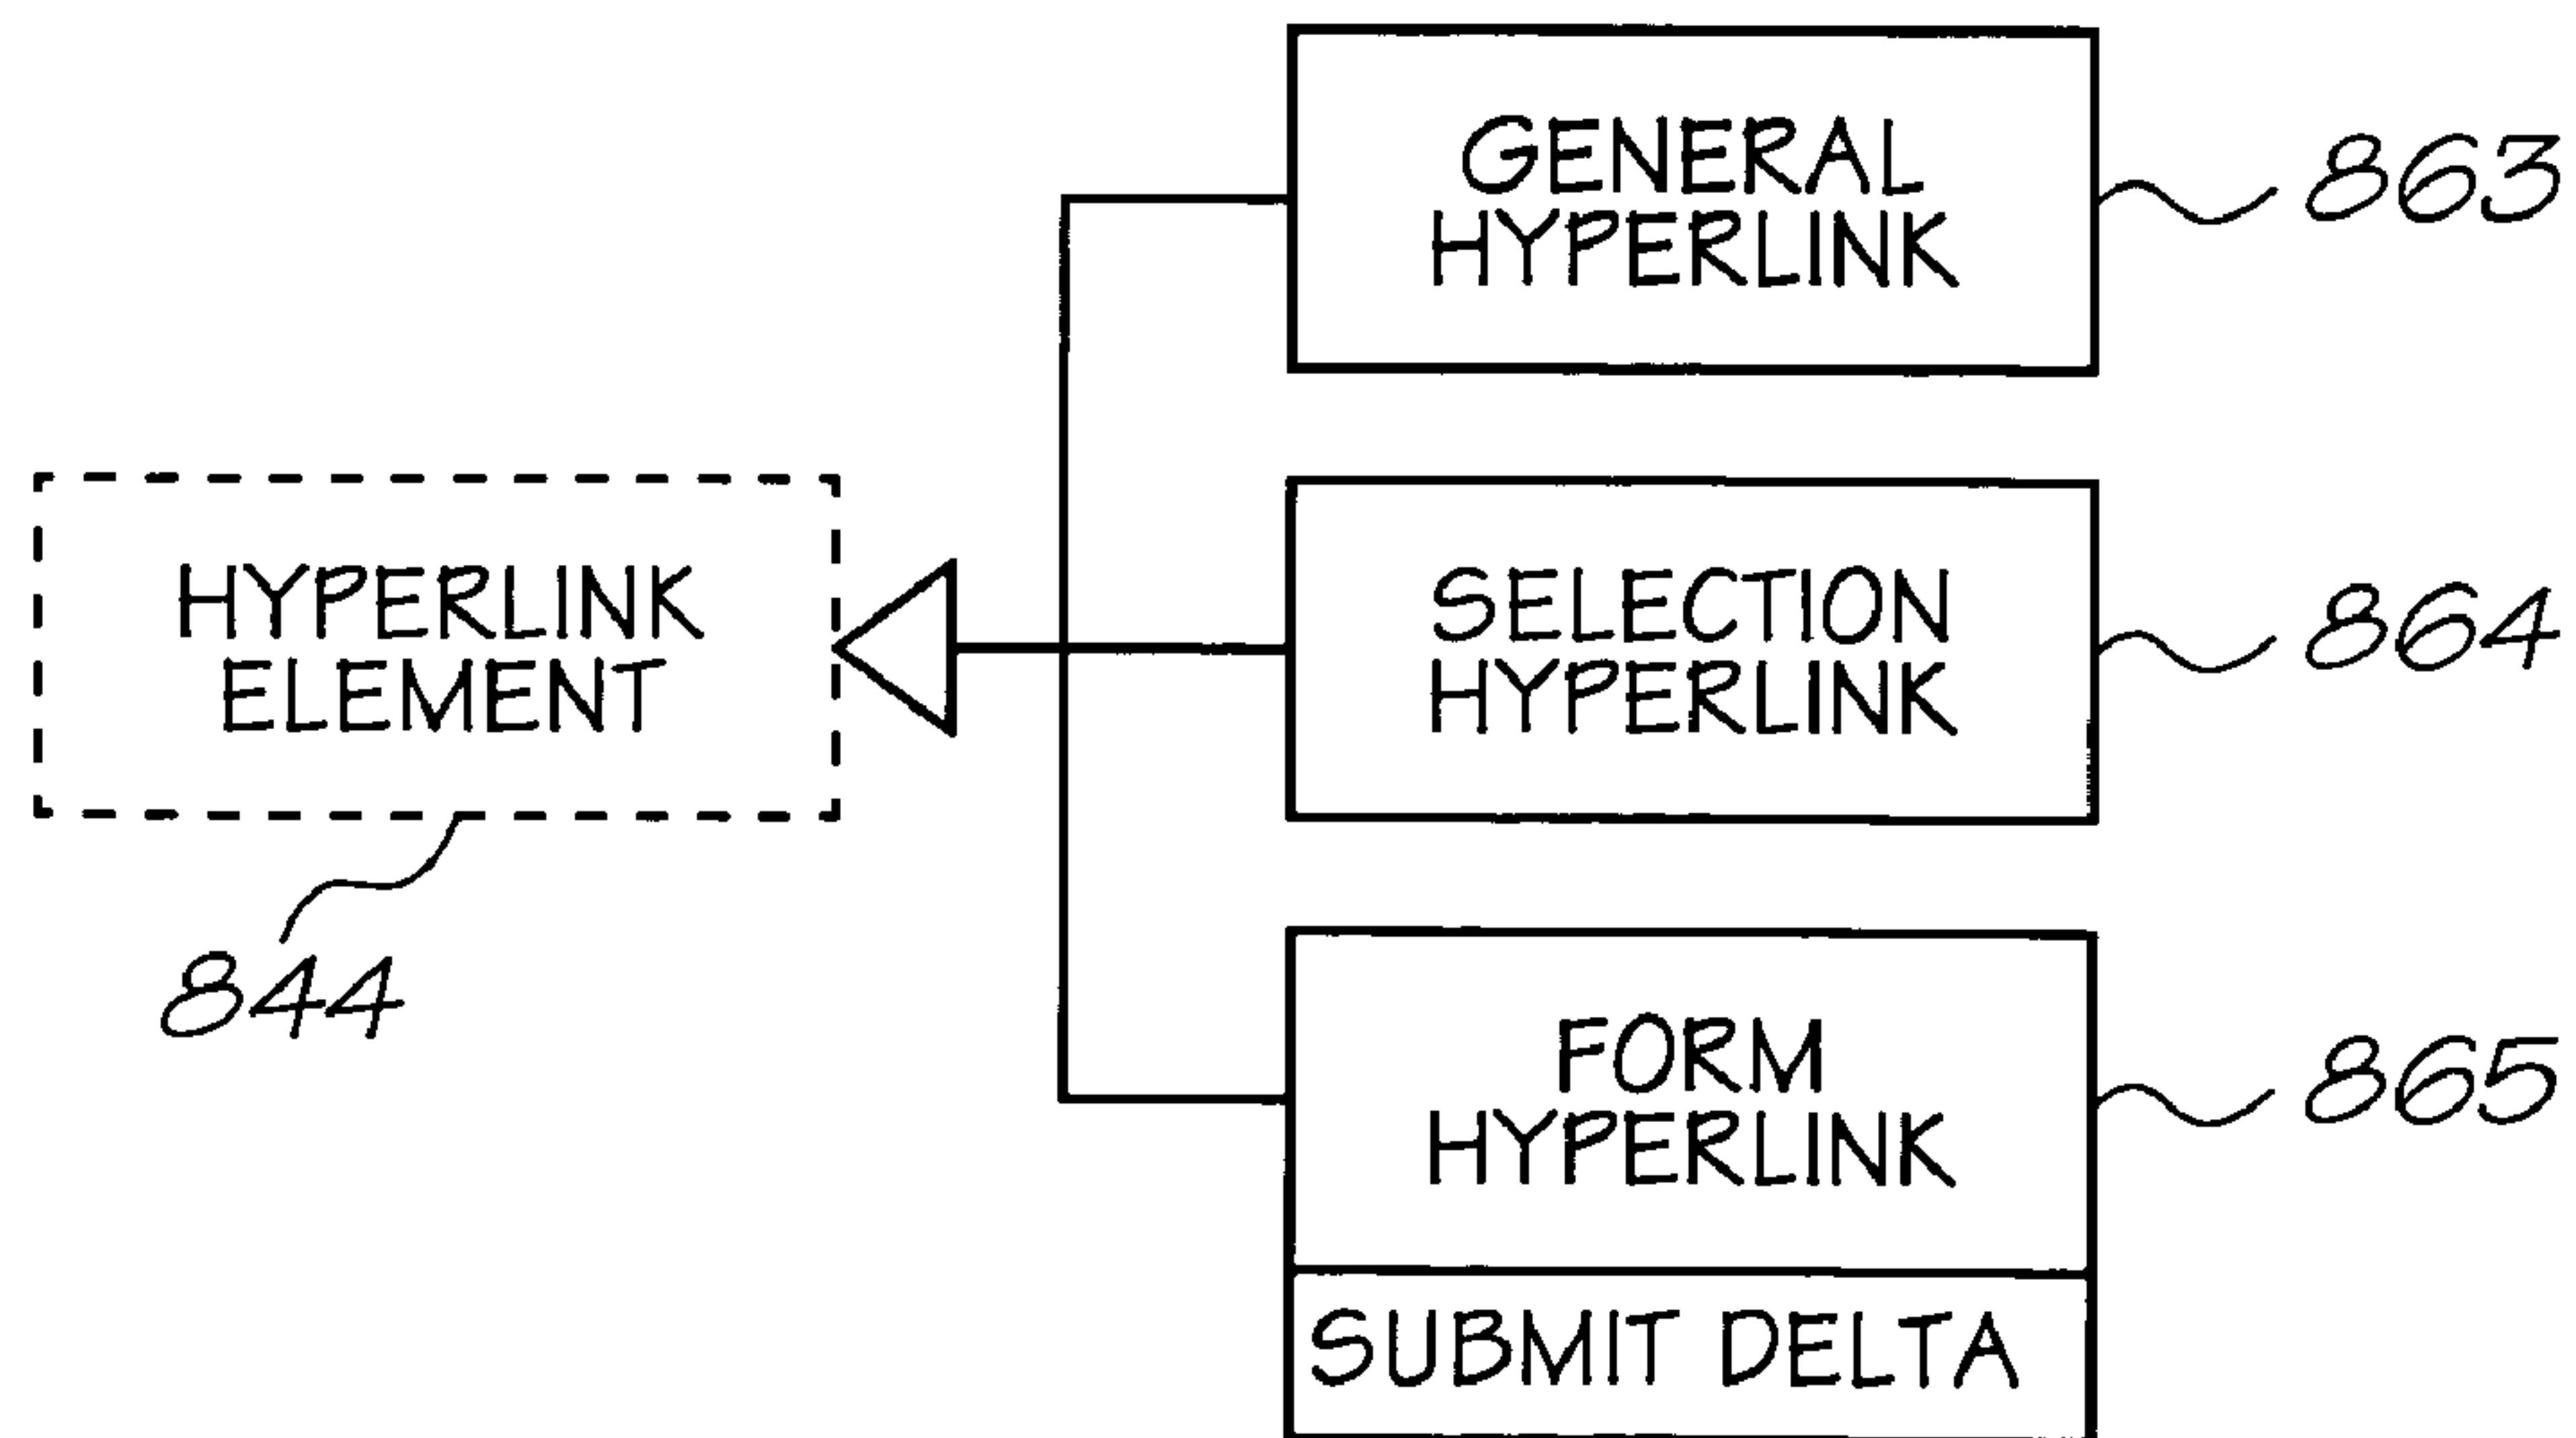 GENERAL
HYPERLINK
863
HYPERLINK
ELEMENT
844
SELECTION
HYPERLINK
864
FORM
HYPERLINK
865
SUBMIT DELTA